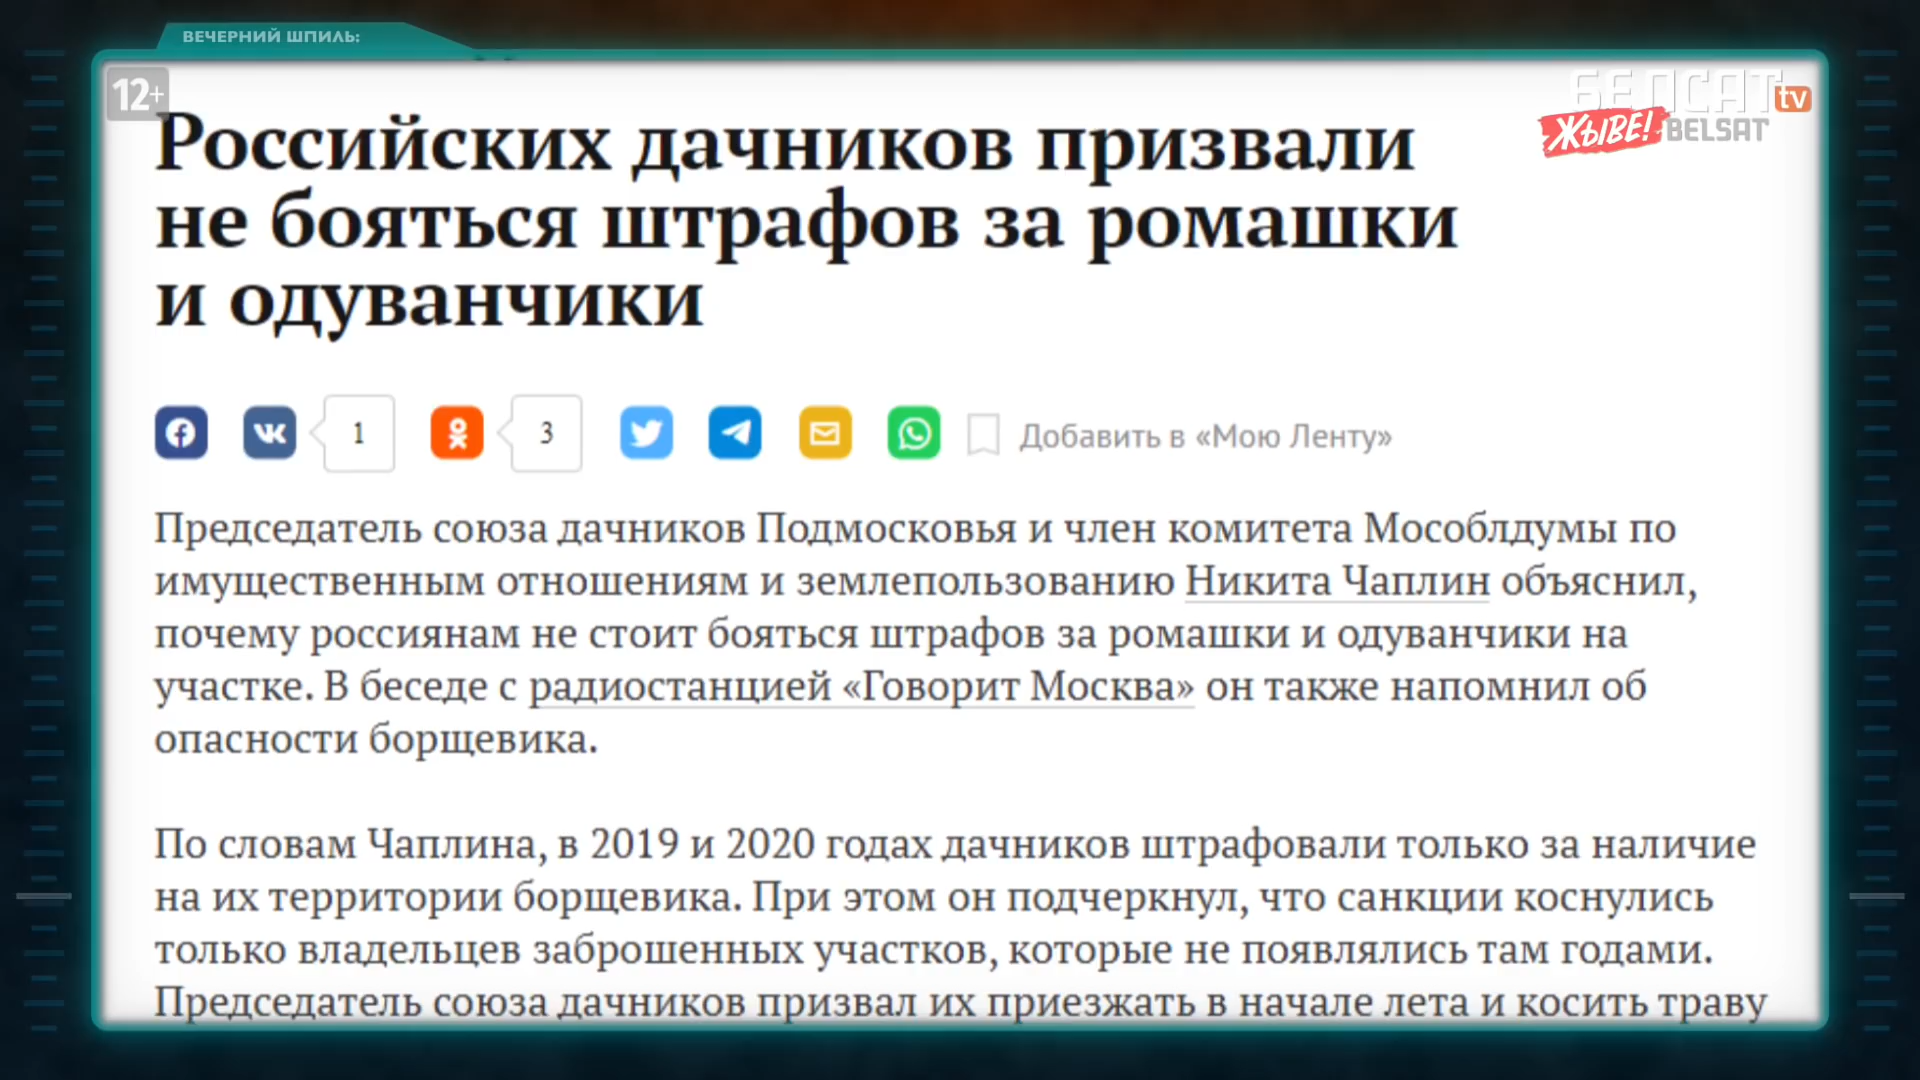 ВЕЧЕРНИЙ ШПИЛЬ:
12+
БЕЛСАТ tv
ЖЫВЕ! BELSAT
Российских дачников призвали
не бояться штрафов за ромашки
и одуванчики
1
3
Добавить в «Мою Ленту»
Председатель союза дачников Подмосковья и член комитета Мособлдумы по
имущественным отношениям и землепользованию Никита Чаплин объяснил,
почему россиянам не стоит бояться штрафов за ромашки и одуванчики на
участке. В беседе с радиостанцией «Говорит Москва» он также напомнил об
опасности борщевика.
По словам Чаплина, в 2019 и 2020 годах дачников штрафовали только за наличие
на их территории борщевика. При этом он подчеркнул, что санкции коснулись
только владельцев заброшенных участков, которые не появлялись там годами.
Председатель союза дачников призвал их приезжать в начале лета и косить траву